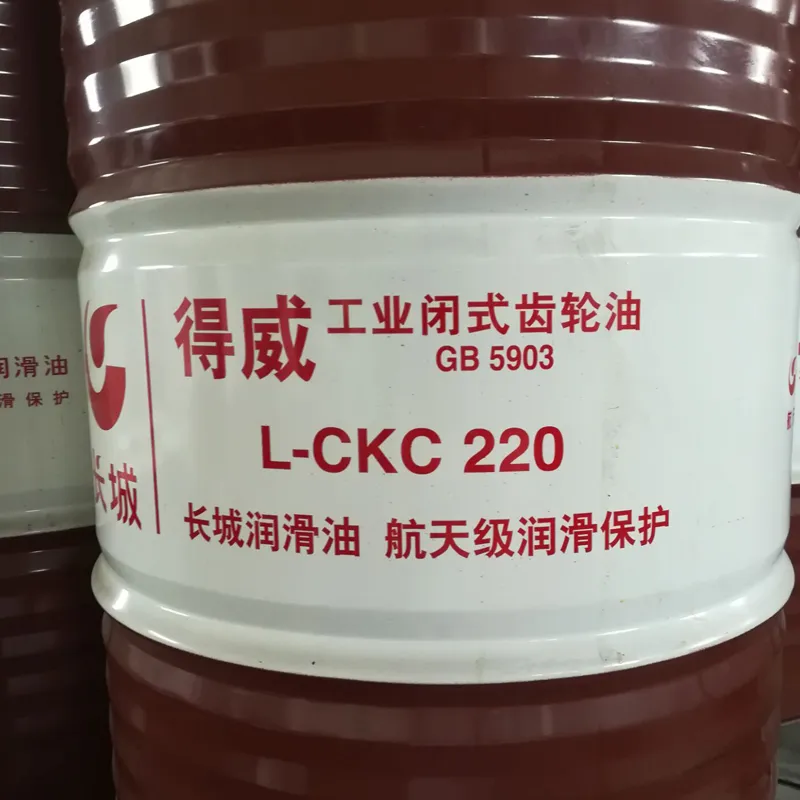 得威 工业闭式齿轮油
GB 5903
L-CKC 220
长城润滑油 航天级润滑保护
长城
润滑油
滑保护